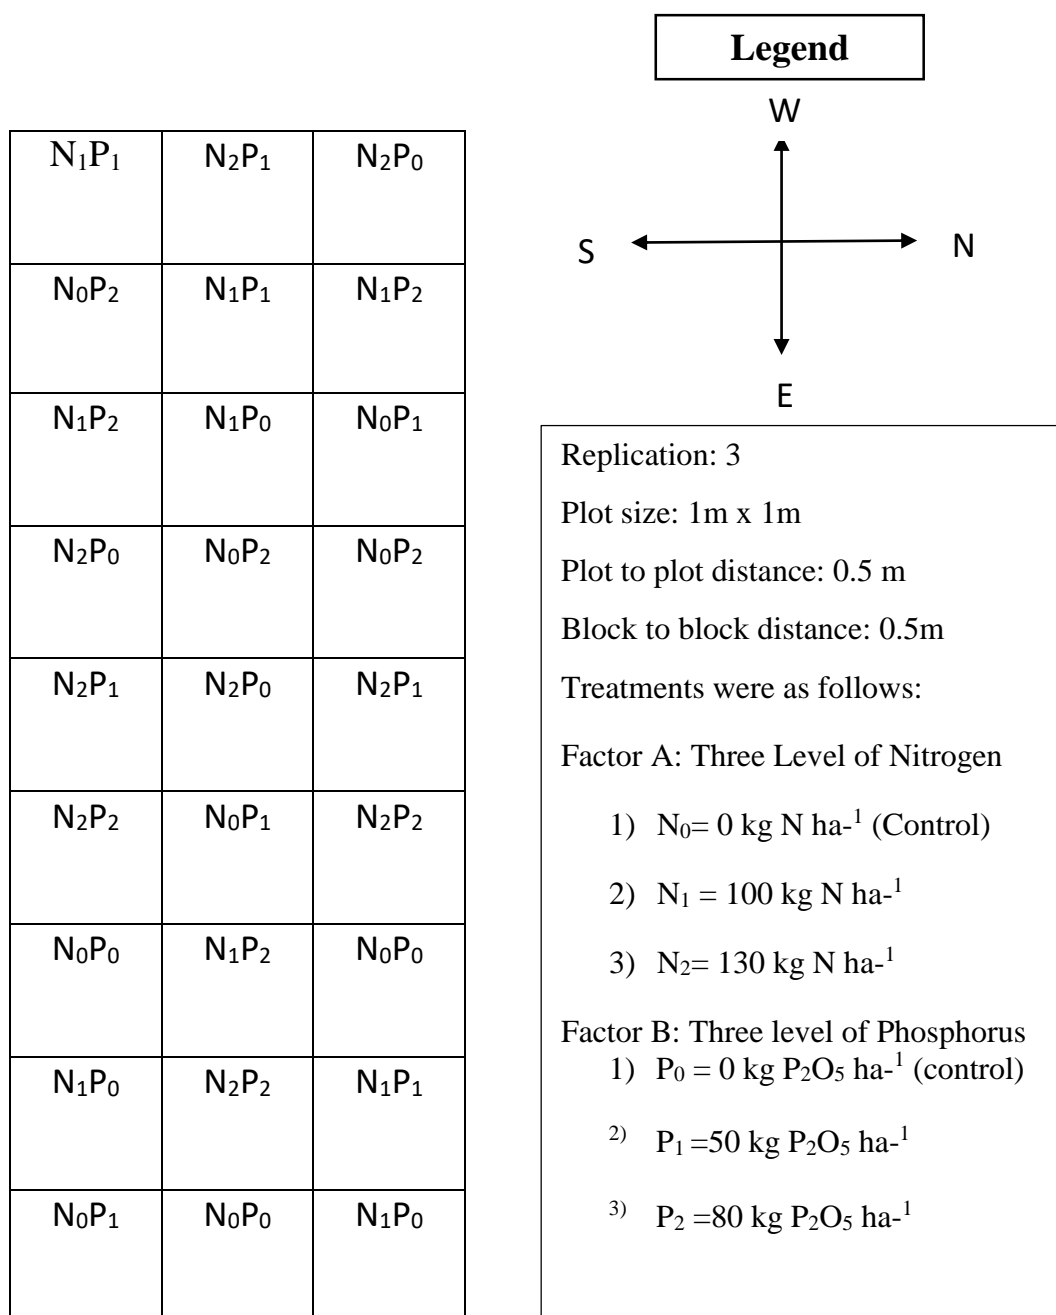 Legend
W
S N
E
N₁P₁ N₂P₁ N₂P₀
N₀P₂ N₁P₁ N₁P₂
N₁P₂ N₁P₀ N₀P₁
N₂P₀ N₀P₂ N₀P₂
N₂P₁ N₂P₀ N₂P₁
N₂P₂ N₀P₁ N₂P₂
N₀P₀ N₁P₂ N₀P₀
N₁P₀ N₂P₂ N₁P₁
N₀P₁ N₀P₀ N₁P₀
Replication: 3
Plot size: 1m x 1m
Plot to plot distance: 0.5 m
Block to block distance: 0.5m
Treatments were as follows:
Factor A: Three Level of Nitrogen
1) N₀= 0 kg N ha-¹ (Control)
2) N₁ = 100 kg N ha-¹
3) N₂= 130 kg N ha-¹
Factor B: Three level of Phosphorus
1) P₀ = 0 kg P₂O₅ ha-¹ (control)
2) P₁ =50 kg P₂O₅ ha-¹
3) P₂ =80 kg P₂O₅ ha-¹